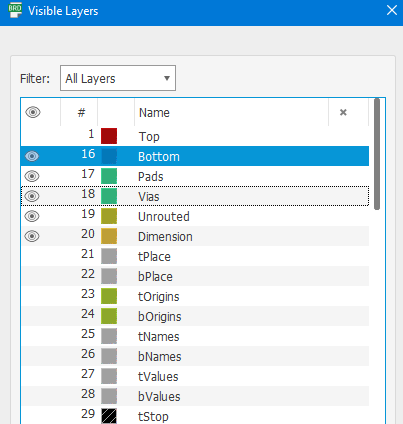 BRD Visible Layers
Filter: All Layers
# Name
1 Top
16 Bottom
17 Pads
18 Vias
19 Unrouted
20 Dimension
21 tPlace
22 bPlace
23 tOrigins
24 bOrigins
25 tNames
26 bNames
27 tValues
28 bValues
29 tStop